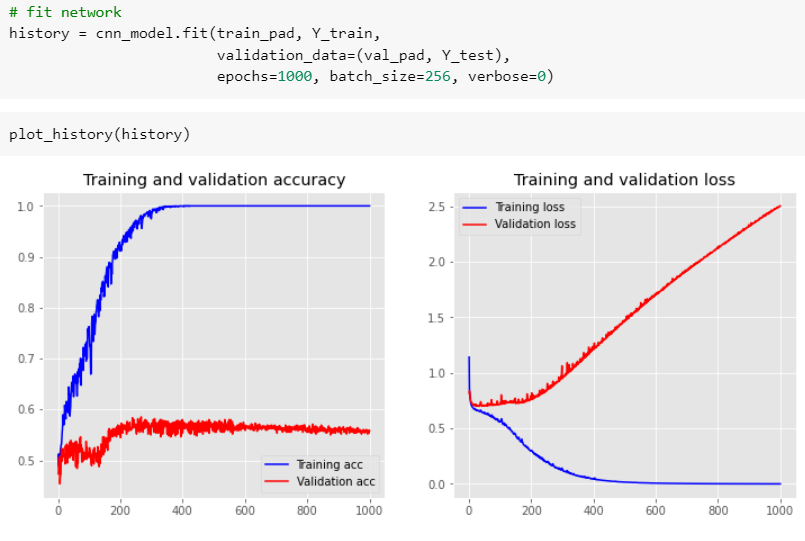 # fit network
history = cnn_model.fit(train_pad, Y_train,
validation_data=(val_pad, Y_test),
epochs=1000, batch_size=256, verbose=0)
plot_history(history)
Training and validation accuracy
1.0
0.9
0.8
0.7
0.6
0.5
Training acc
Validation acc
0 200 400 600 800 1000
Training and validation loss
Training loss
Validation loss
2.5
2.0
1.5
1.0
0.5
0.0
0 200 400 600 800 1000